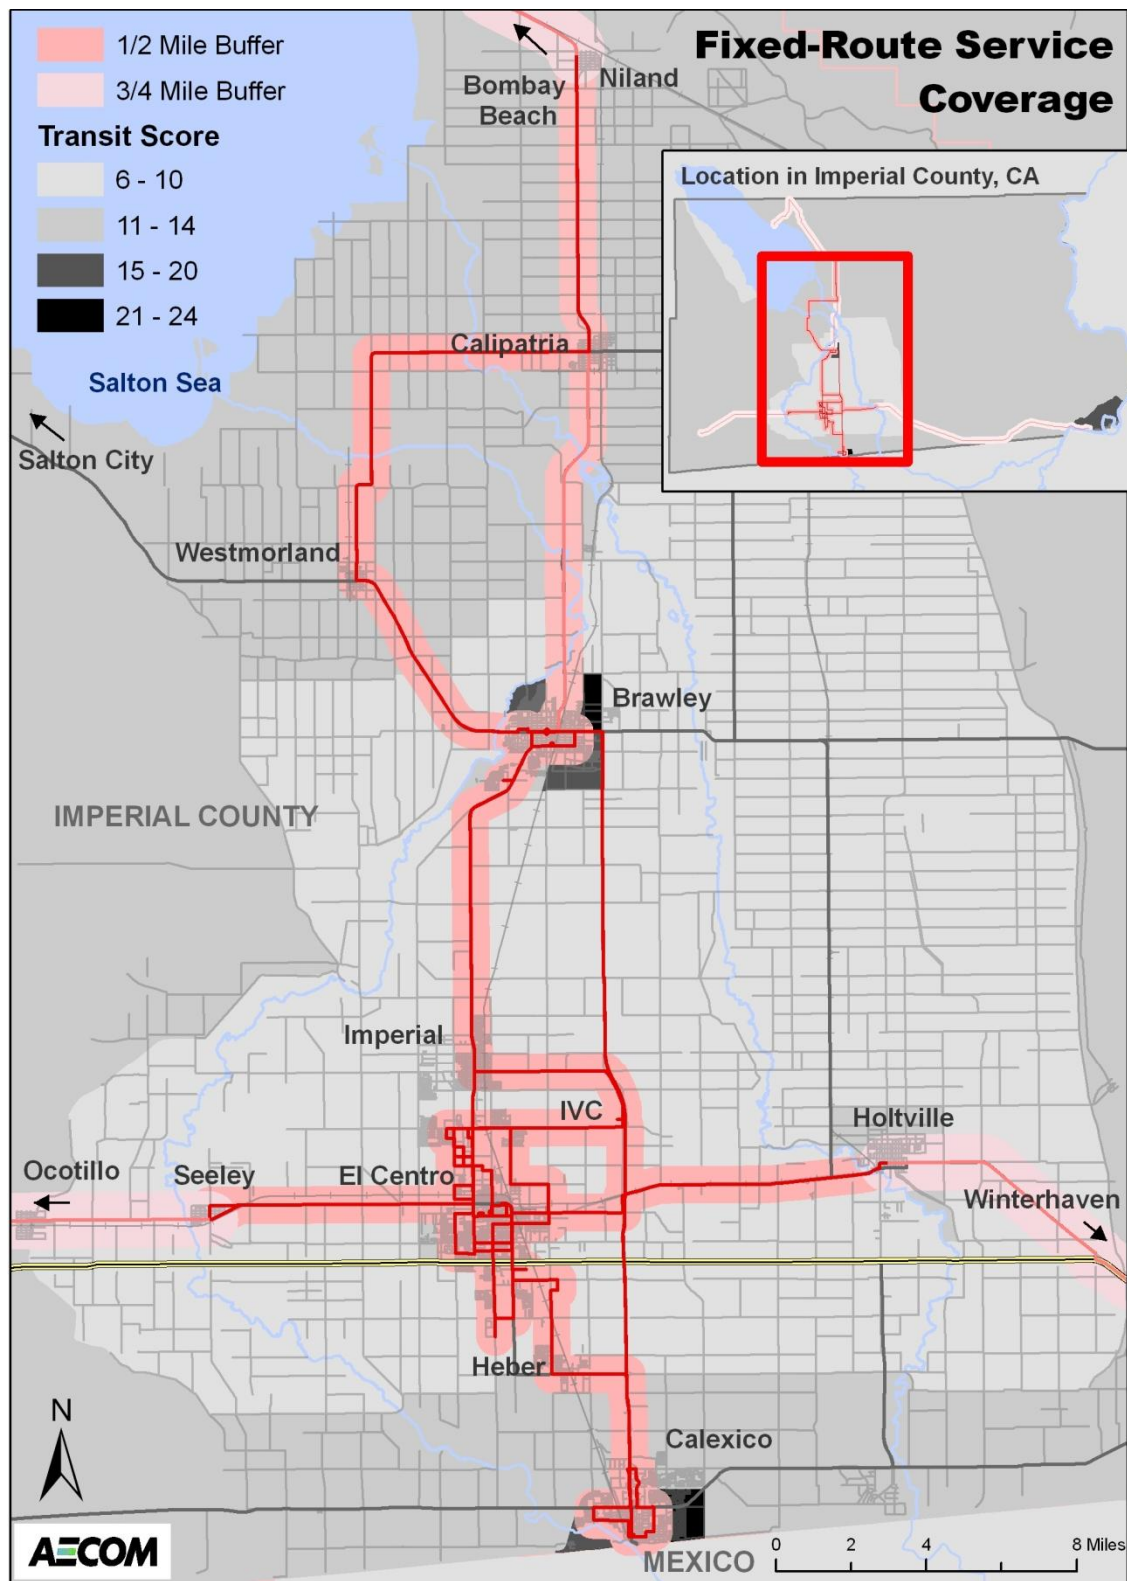 Fixed-Route Service
Coverage
1/2 Mile Buffer
3/4 Mile Buffer
Transit Score
6 - 10
11 - 14
15 - 20
21 - 24
Location in Imperial County, CA
Bombay
Beach
Niland
Calipatria
Salton Sea
Salton City
Westmorland
Brawley
IMPERIAL COUNTY
Imperial
IVC
Holtville
Ocotillo
Seeley
El Centro
Winterhaven
Heber
Calexico
N
MEXICO
0 2 4 8 Miles
AECOM